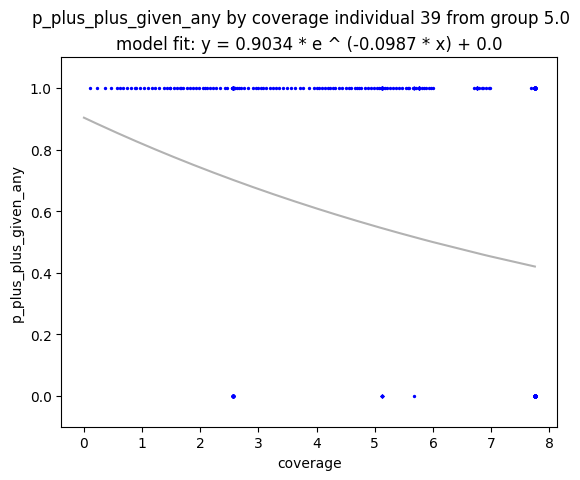 p_plus_plus_given_any by coverage individual 39 from group 5.0
model fit: y = 0.9034 * e ^ (-0.0987 * x) + 0.0
1.0
0.8
0.6
0.4
0.2
0.0
p_plus_plus_given_any
0 1 2 3 4 5 6 7 8
coverage